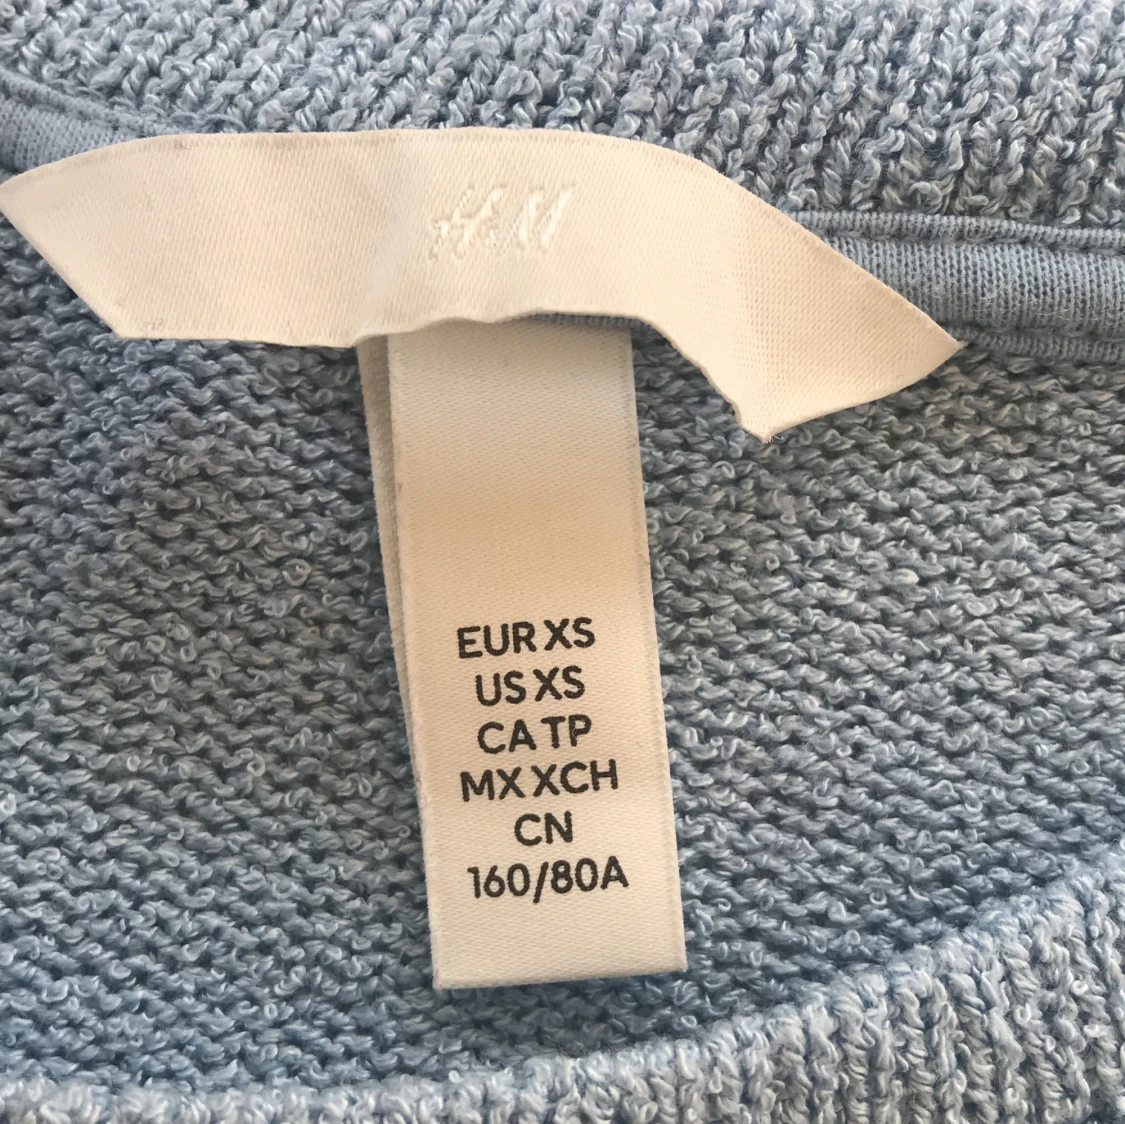 H&M
EUR XS
US XS
CA TP
MX XCH
CN
160/80A